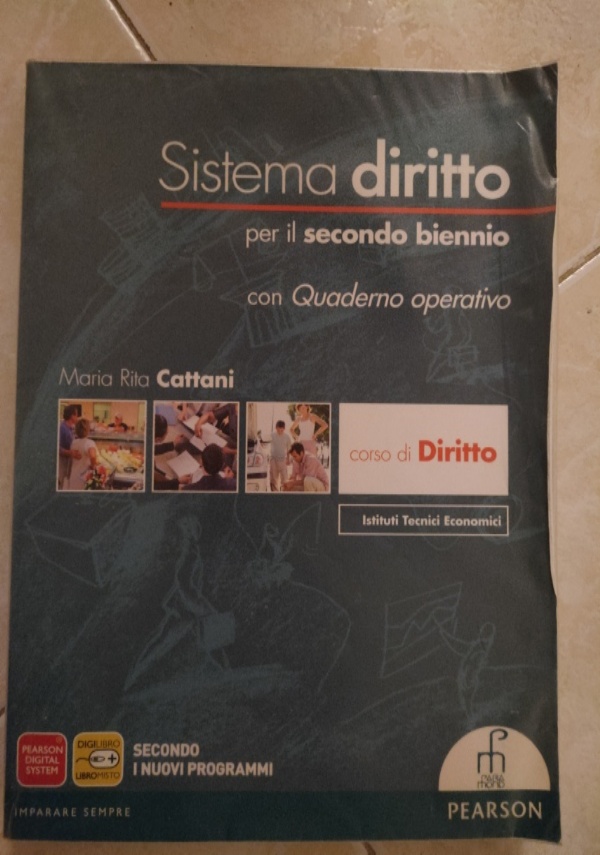 Sistema diritto
per il secondo biennio
con Quaderno operativo
Maria Rita Cattani
corso di Diritto
Istituti Tecnici Economici
PEARSON
DIGITAL
SYSTEM
DIGILIBRO
LIBROMISTO
SECONDO
I NUOVI PROGRAMMI
IMPARARE SEMPRE
PEARSON